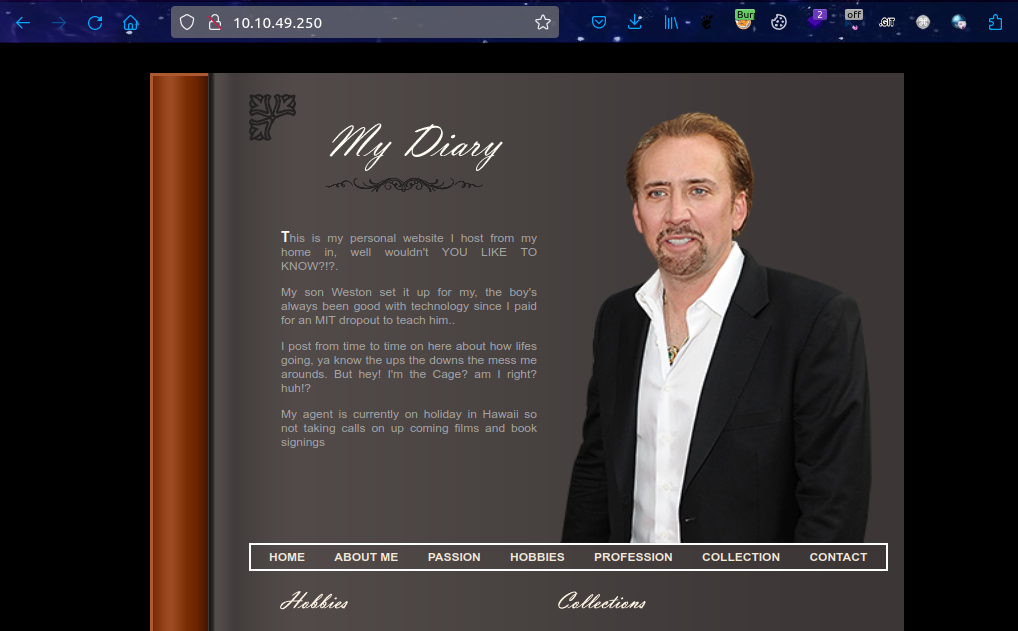 10.10.49.250
Bur
2
off
.GIT
My Diary
This is my personal website I host from my
home in, well wouldn't YOU LIKE TO
KNOW?!?.
My son Weston set it up for my, the boy's
always been good with technology since I paid
for an MIT dropout to teach him..
I post from time to time on here about how lifes
going, ya know the ups the downs the mess me
arounds. But hey! I'm the Cage? am I right?
huh!?
My agent is currently on holiday in Hawaii so
not taking calls on up coming films and book
signings
HOME ABOUT ME PASSION HOBBIES PROFESSION COLLECTION CONTACT
Hobbies Collections